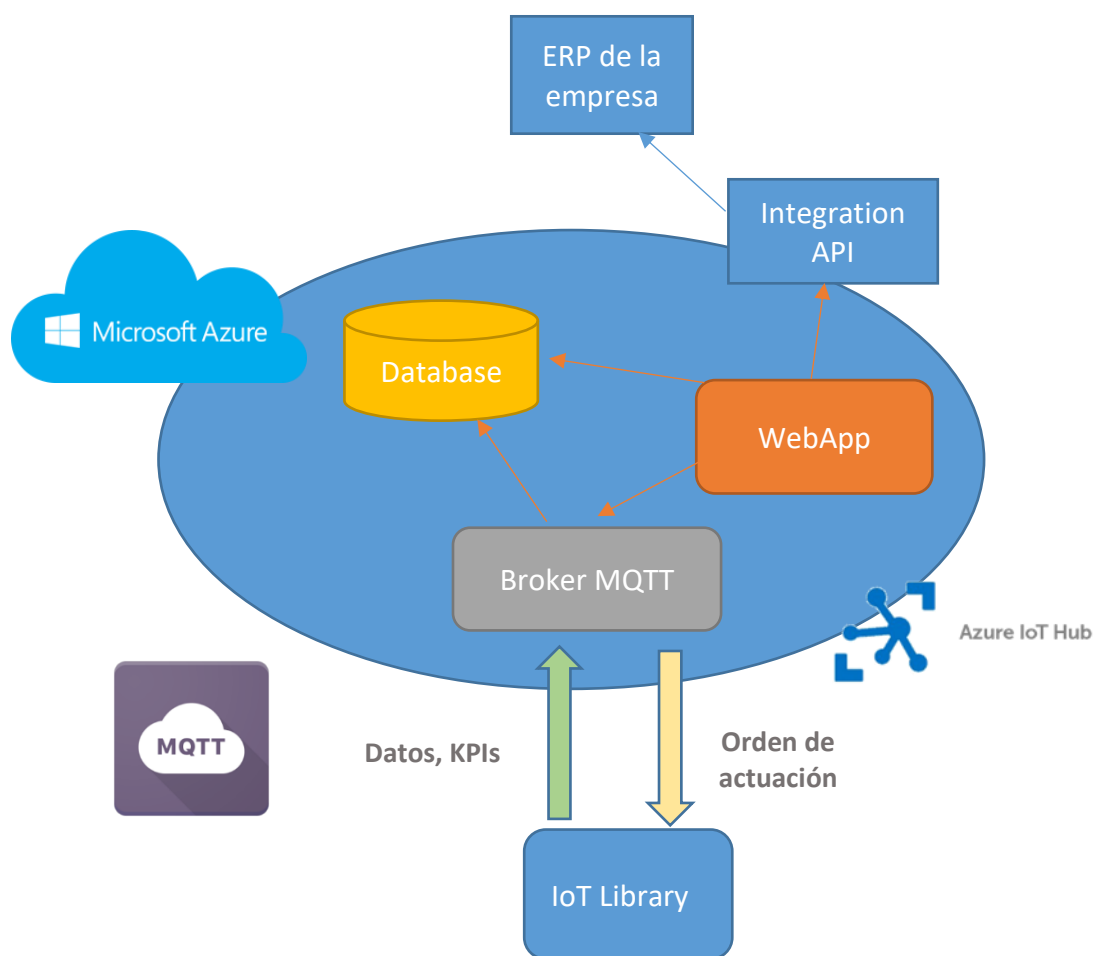 ERP de la
empresa
Integration
API
Microsoft Azure
Database
WebApp
Broker MQTT
Azure IoT Hub
MQTT
Datos, KPIs
Orden de
actuación
IoT Library